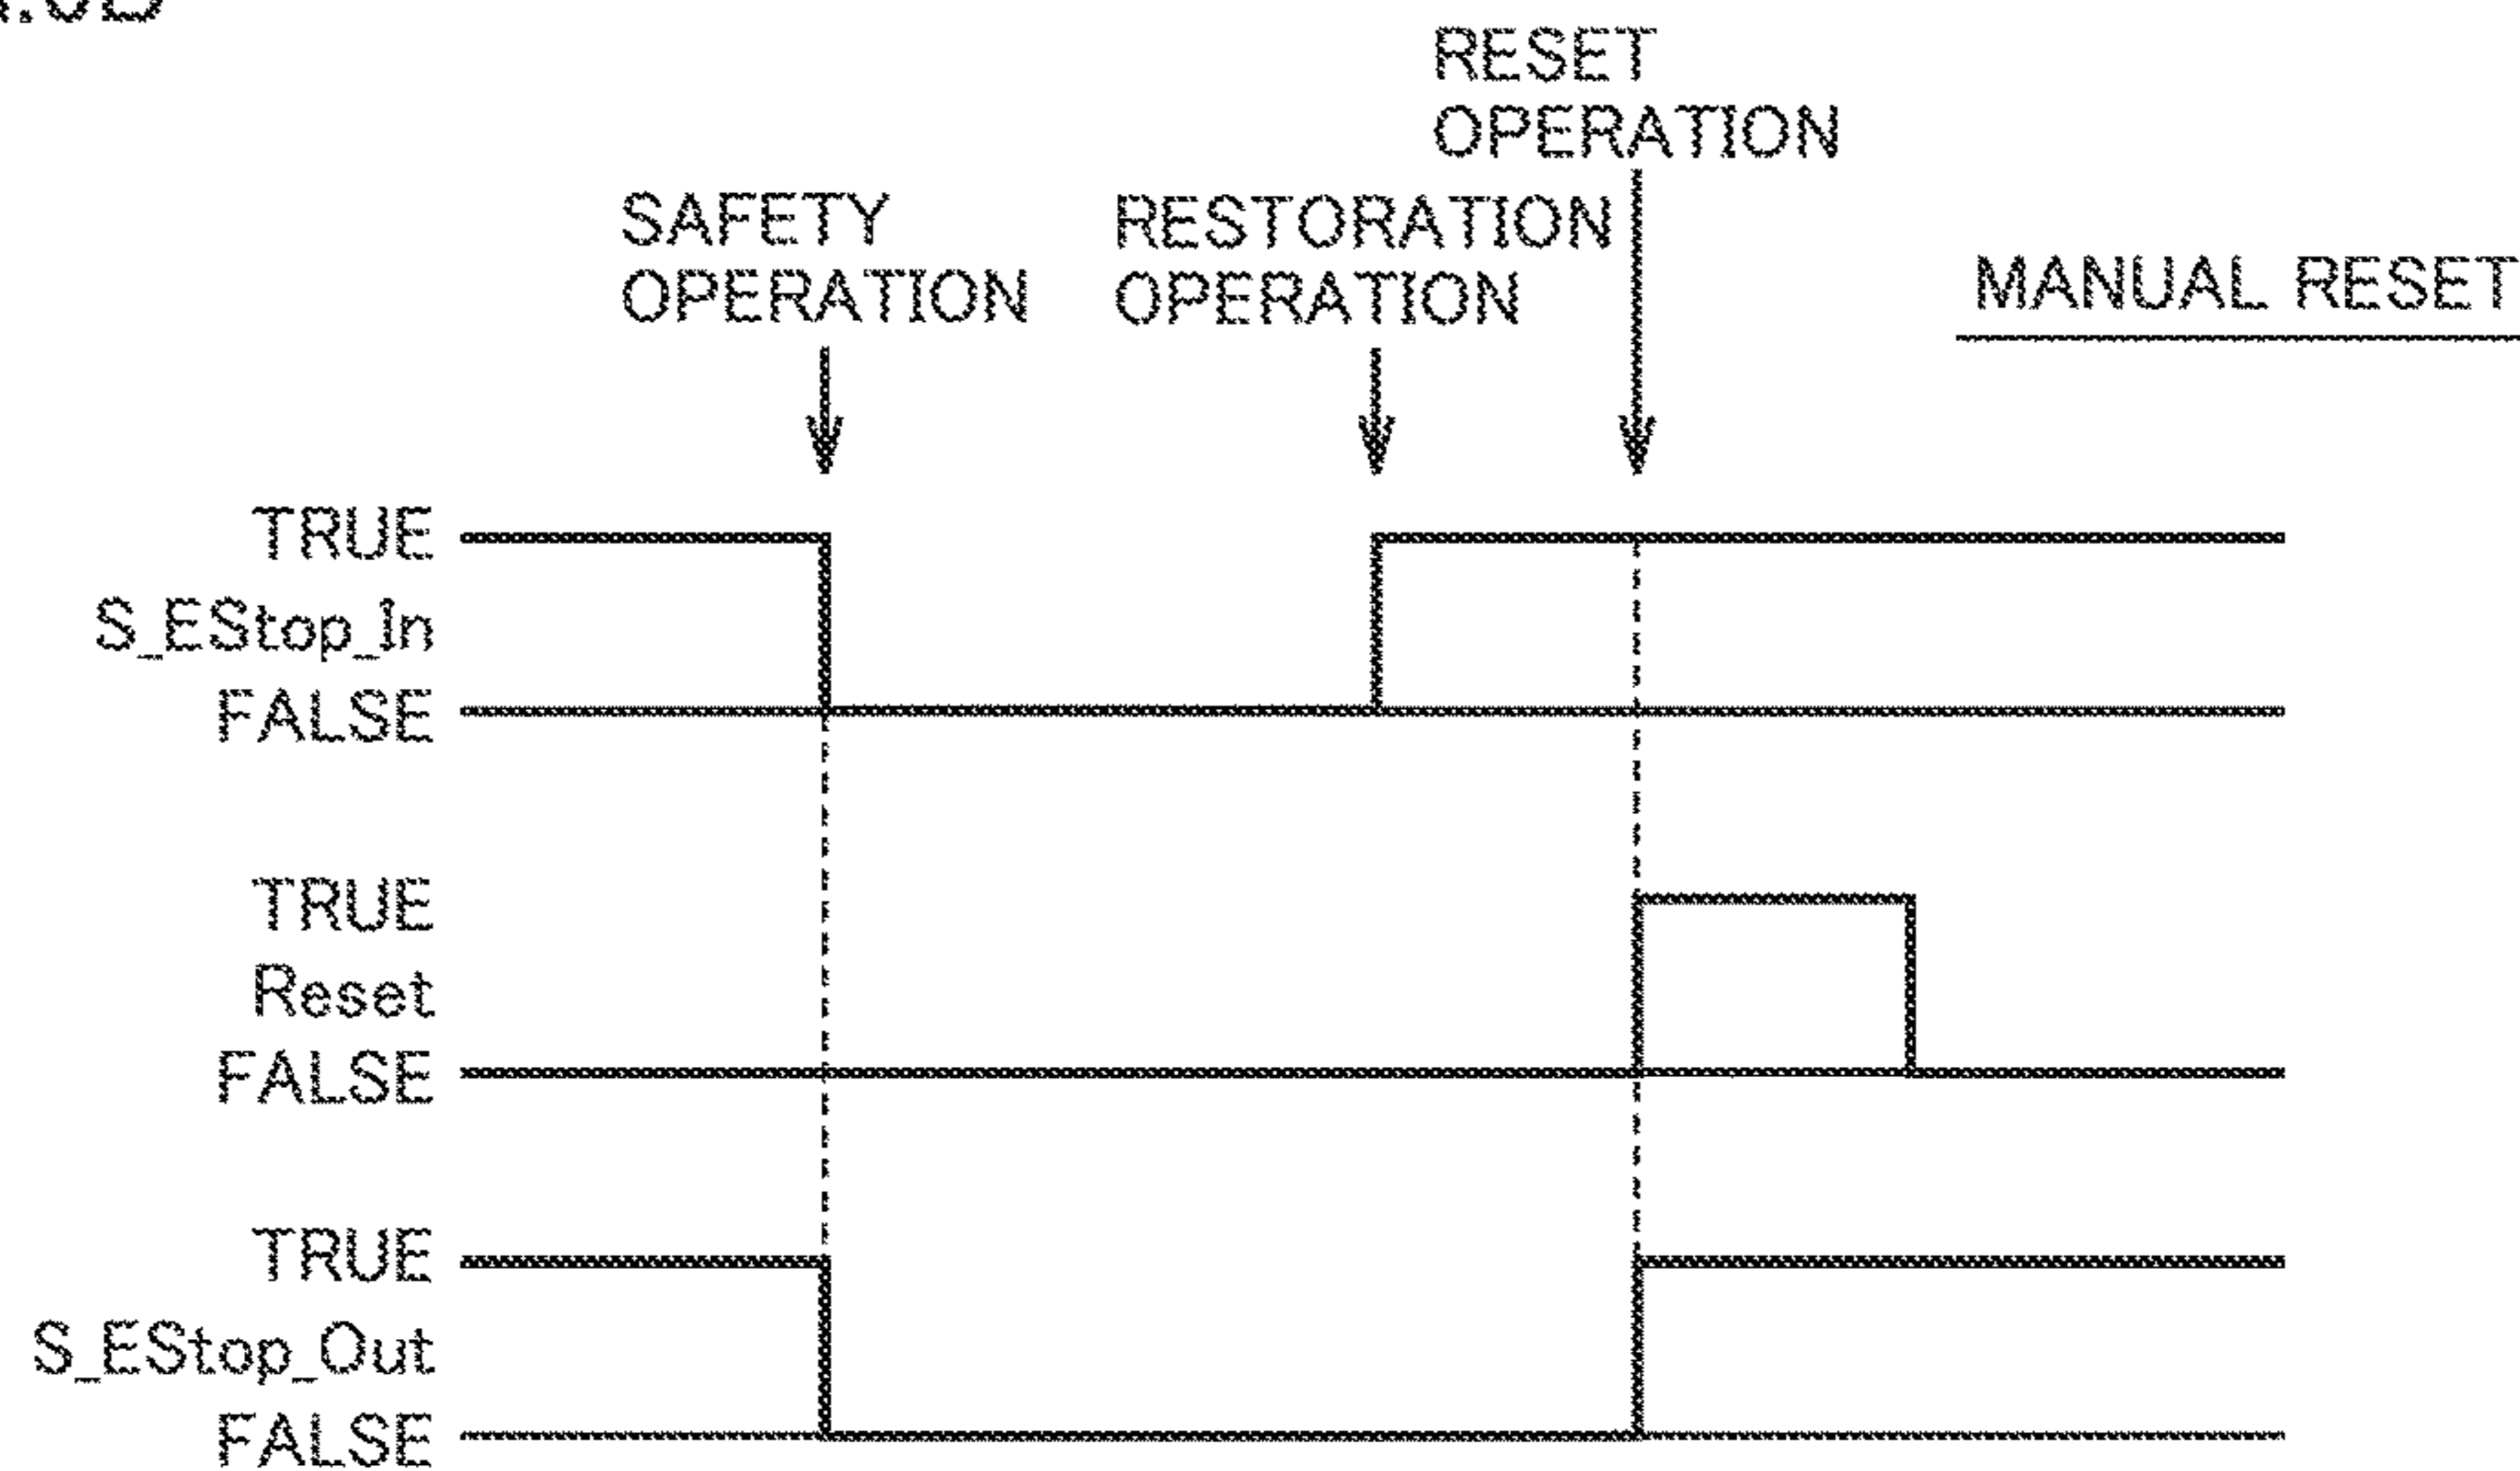 RESET
OPERATION
SAFETY
OPERATION
RESTORATION
OPERATION
MANUAL RESET
TRUE
S_EStop_In
FALSE
TRUE
Reset
FALSE
TRUE
S_EStop_Out
FALSE